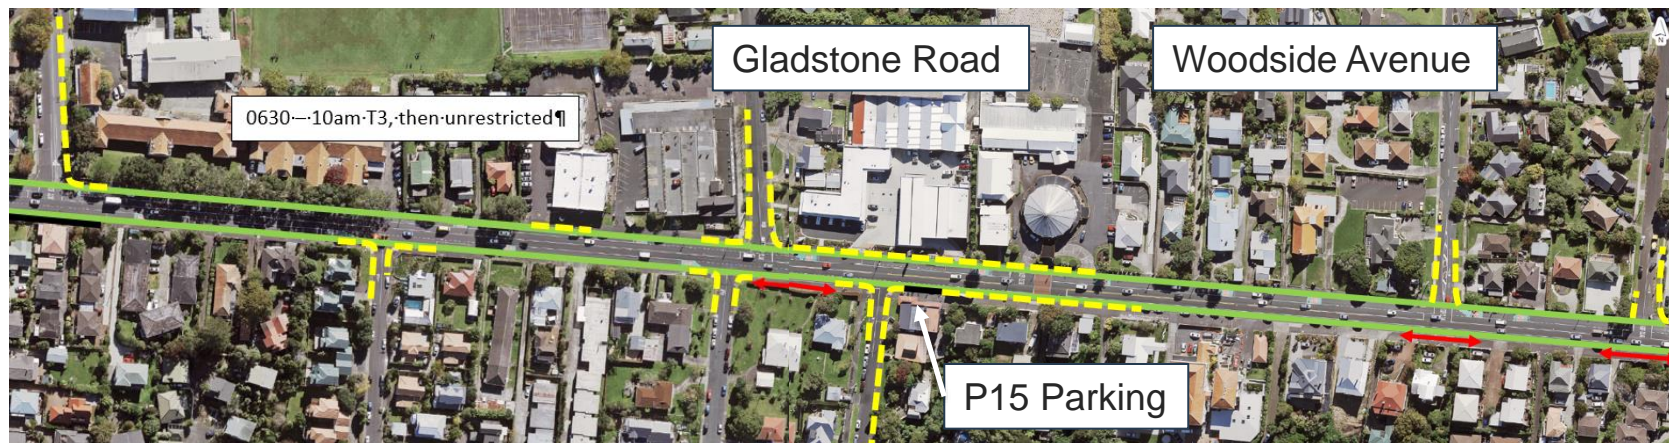 Gladstone Road
Woodside Avenue
0630·–·10am·T3,·then·unrestricted¶
P15 Parking
N